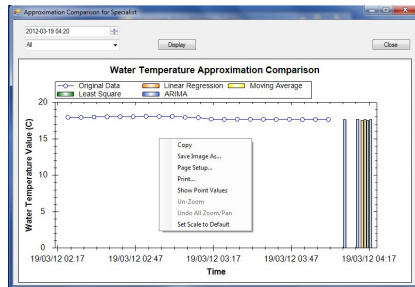 Approximation Comparison for Specialist
2012-03-19 04:20
All
Display
Close
Water Temperature Approximation Comparison
Original Data
Linear Regression
Moving Average
Least Square
ARIMA
Water Temperature Value (C)
20
15
10
5
0
Copy
Save Image As...
Page Setup...
Print...
Show Point Values
Un-Zoom
Undo All Zoom/Pan
Set Scale to Default
19/03/12 02:17
19/03/12 02:47
19/03/12 03:17
19/03/12 03:47
19/03/12 04:17
Time